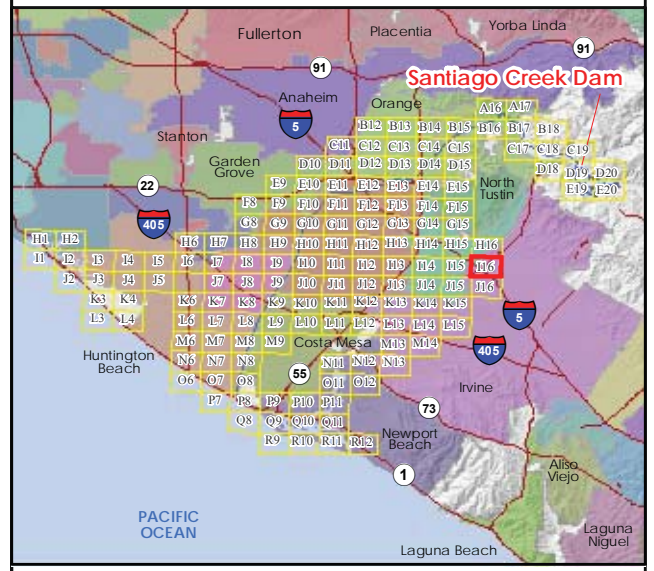 Fullerton
Placentia
Yorba Linda
91
91
Santiago Creek Dam
Anaheim
Orange
A16 A17
5
B12 B13 B14 B15 B16 B17 B18
Stanton
C11 C12 C13 C14 C15 C17 C18 C19
Garden
Grove
D10 D11 D12 D13 D14 D15 D18 D19 D20
22
E9 E10 E11 E12 E13 E14 E15 E19 E20
North
Tustin
F8 F9 F10 F11 F12 F13 F14 F15
405
G8 G9 G10 G11 G12 G13 G14 G15
H1 H2 H6 H7 H8 H9 H10 H11 H12 H13 H14 H15 H16
I1 I2 I3 I4 I5 I6 I7 I8 I9 I10 I11 I12 I13 I14 I15 I16
J2 J3 J4 J5 J7 J8 J9 J10 J11 J12 J13 J14 J15 J16
K3 K4 K6 K7 K8 K9 K10 K11 K12 K13 K14 K15
5
L3 L4 L6 L7 L8 L9 L10 L11 L12 L13 L14 L15
M6 M7 M8 M9 Costa Mesa M13 M14
405
Huntington
Beach
N6 N7 N8 N11 N12 N13
55
O6 O7 O8 O11 O12
Irvine
P7 P8 P9 P10 P11
73
Q8 Q9 Q10 Q11
Newport
Beach
R9 R10 R11 R12
1
Aliso
Viejo
PACIFIC
OCEAN
Laguna
Niguel
Laguna Beach